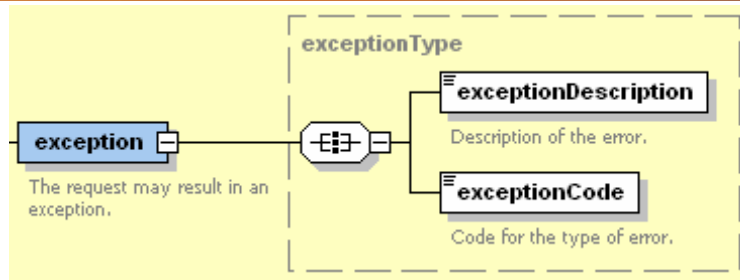 exceptionType
exceptionDescription
Description of the error.
exception
The request may result in an
exception.
exceptionCode
Code for the type of error.